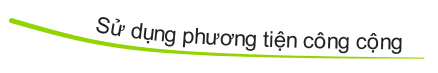 Sử dụng phương tiện công cộng